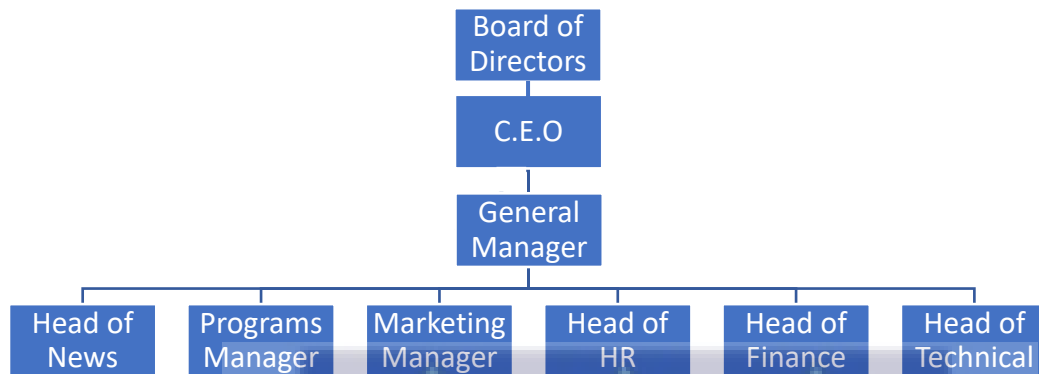 Board of
Directors
C.E.O
General
Manager
Head of
News
Programs
Manager
Marketing
Manager
Head of
HR
Head of
Finance
Head of
Technical